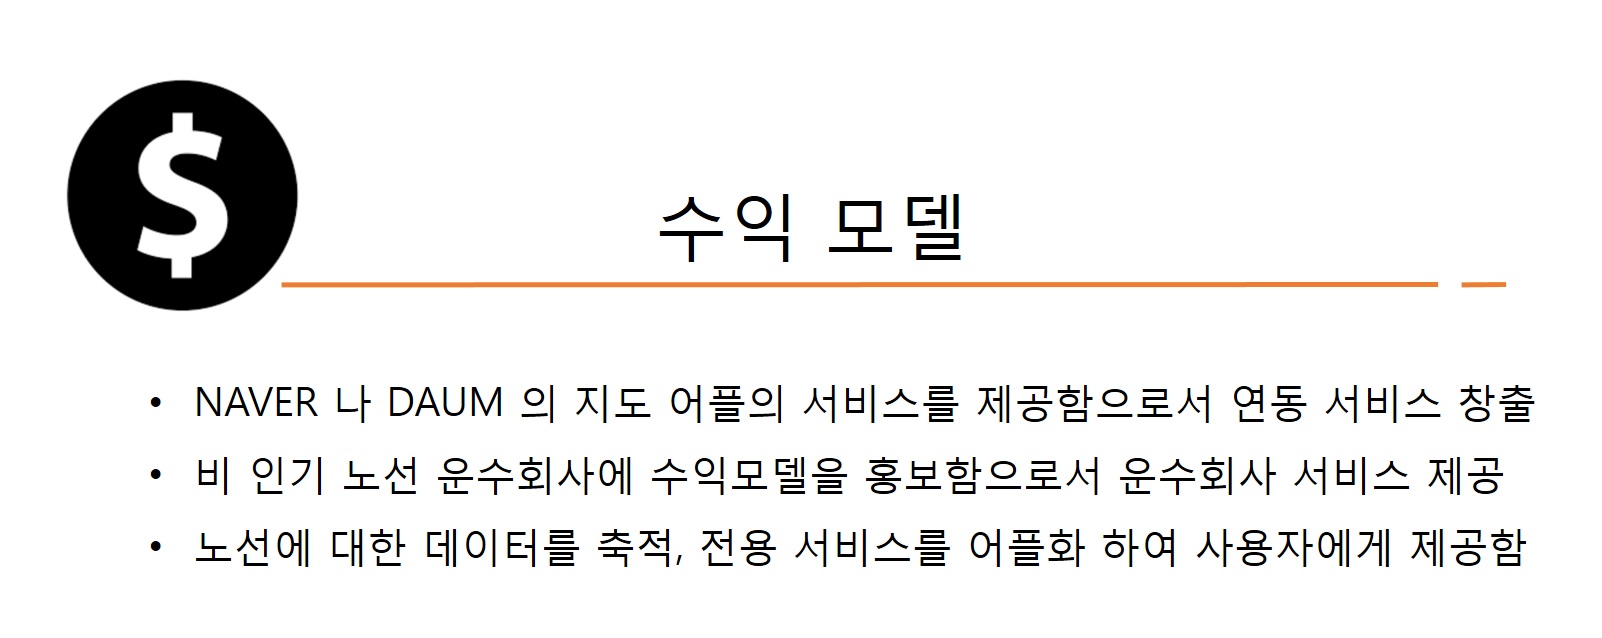 $
수익 모델
• NAVER 나 DAUM 의 지도 어플의 서비스를 제공함으로서 연동 서비스 창출
• 비 인기 노선 운수회사에 수익모델을 홍보함으로서 운수회사 서비스 제공
• 노선에 대한 데이터를 축적, 전용 서비스를 어플화 하여 사용자에게 제공함